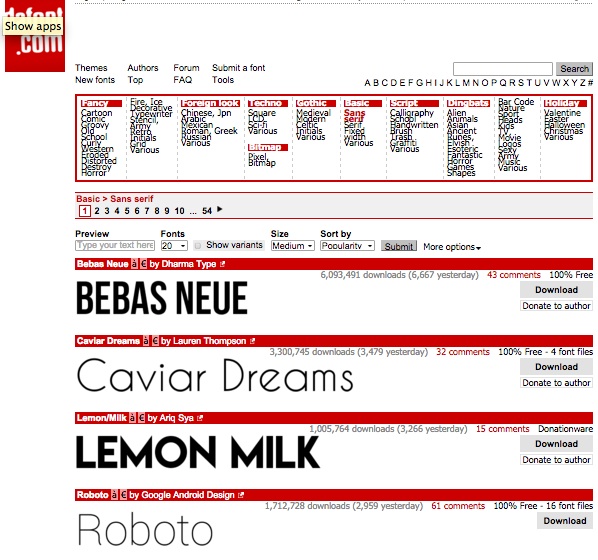 dafont
.com
Show apps
Themes Authors Forum Submit a font
New fonts Top FAQ Tools
Search
A B C D E F G H I J K L M N O P Q R S T U V W X Y Z #
Fancy
Cartoon
Comic
Groovy
Old
School
Curly
Western
Eroded
Distorted
Destroy
Horror
Fire, Ice
Decorative
Typewriter
Stencil,
Army
Retro
Initials
Grid
Various
Foreign look
Chinese, Jpn
Arabic
Mexican
Roman, Greek
Russian
Various
Techno
Square
LCD,
Sci-fi
Various
Bitmap
Pixel,
Bitmap
Gothic
Medieval
Modern
Celtic
Initials
Various
Basic
Sans
serif
Serif
Fixed
width
Various
Script
Calligraphy
School
Handwritten
Brush
Trash
Graffiti
Various
Dingbats
Alien
Animals
Asian
Ancient
Runes,
Elvish
Esoteric
Fantastic
Horror
Games
Shapes
Bar Code
Nature
Sport
Heads
Kids
TV,
Movie
Logos
Sexy
Army
Music
Various
Holiday
Valentine
Easter
Halloween
Christmas
Various
Basic > Sans serif
1 2 3 4 5 6 7 8 9 10 ... 54
Preview Fonts Size Sort by
Type your text here 20 Show variants Medium Popularity Submit More options
Bebas Neue à € by Dharma Type
6,093,491 downloads (6,667 yesterday) 43 comments 100% Free
BEBAS NEUE
Download
Donate to author
Caviar Dreams à € by Lauren Thompson
3,300,745 downloads (3,479 yesterday) 32 comments 100% Free - 4 font files
Caviar Dreams
Download
Donate to author
Lemon/Milk à € by Ariq Sya
1,005,764 downloads (3,266 yesterday) 15 comments Donationware
LEMON MILK
Download
Donate to author
Roboto à € by Google Android Design
1,712,728 downloads (2,959 yesterday) 61 comments 100% Free - 16 font files
Roboto
Download